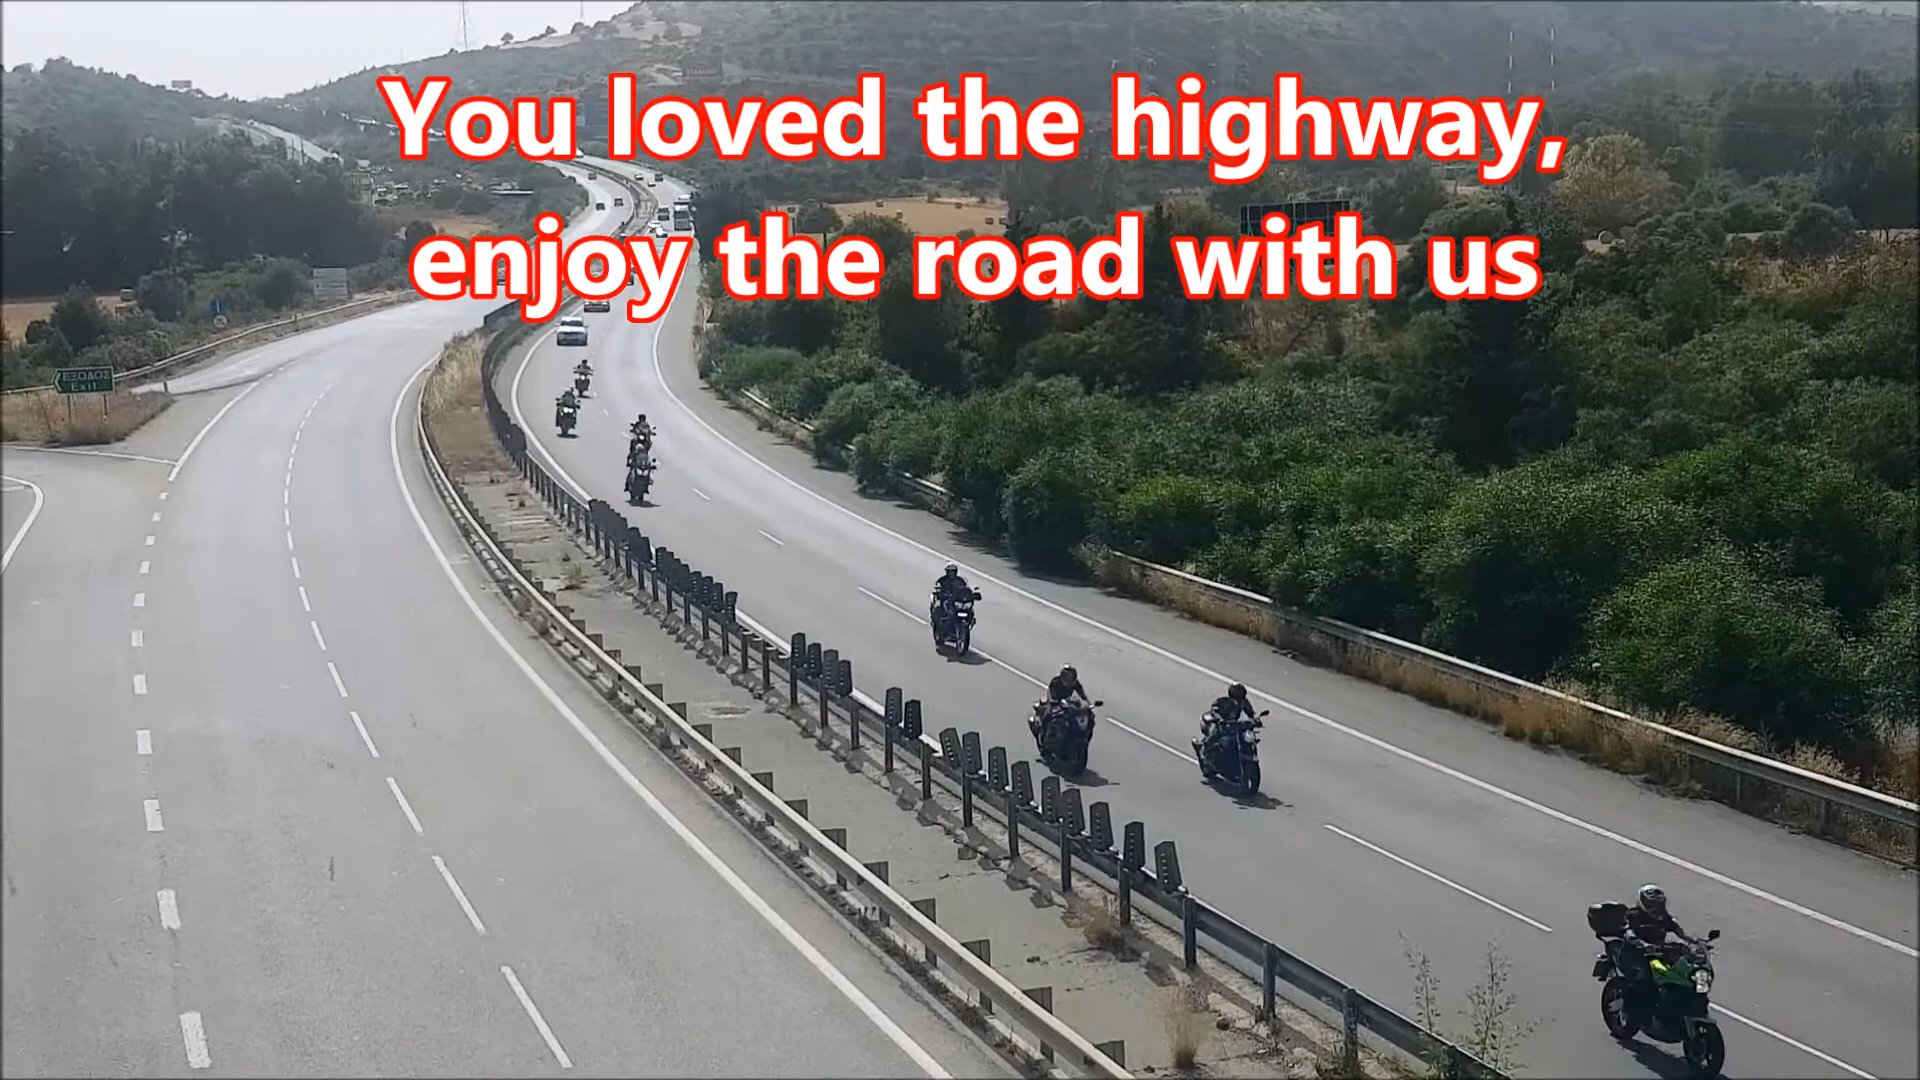 You loved the highway,
enjoy the road with us
ΕΞΟΔΟΣ
Exit